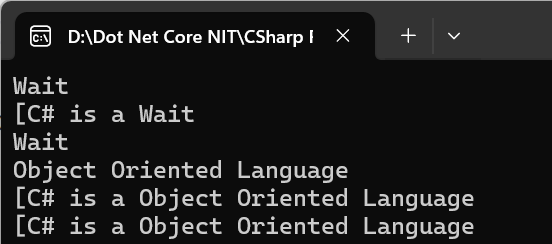 D:\Dot Net Core NIT\CSharp F
Wait
[C# is a Wait
Wait
Object Oriented Language
[C# is a Object Oriented Language
[C# is a Object Oriented Language